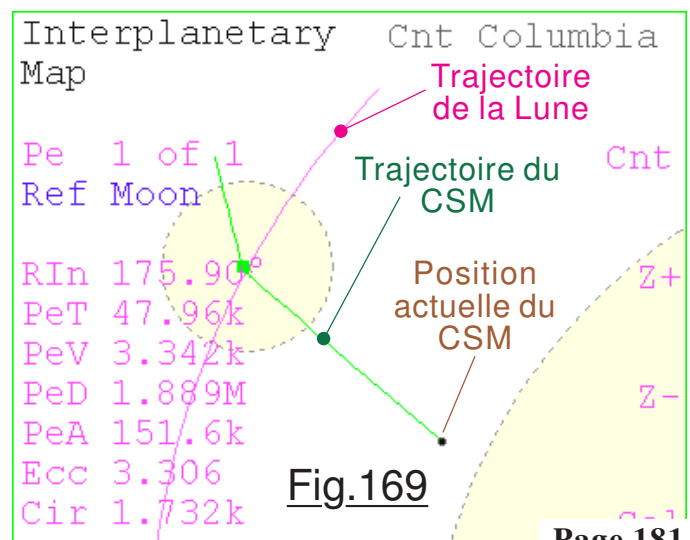 Interplanetary
Map
Cnt Columbia
Trajectoire
de la Lune
Pe 1 of 1
Ref Moon
Cnt
Trajectoire du
CSM
RIn 175.90°
PeT 47.96k
PeV 3.342k
PeD 1.889M
PeA 151.6k
Ecc 3.306
Cir 1.732k
Position
actuelle du
CSM
Z+
Z-
Fig.169
Page 181